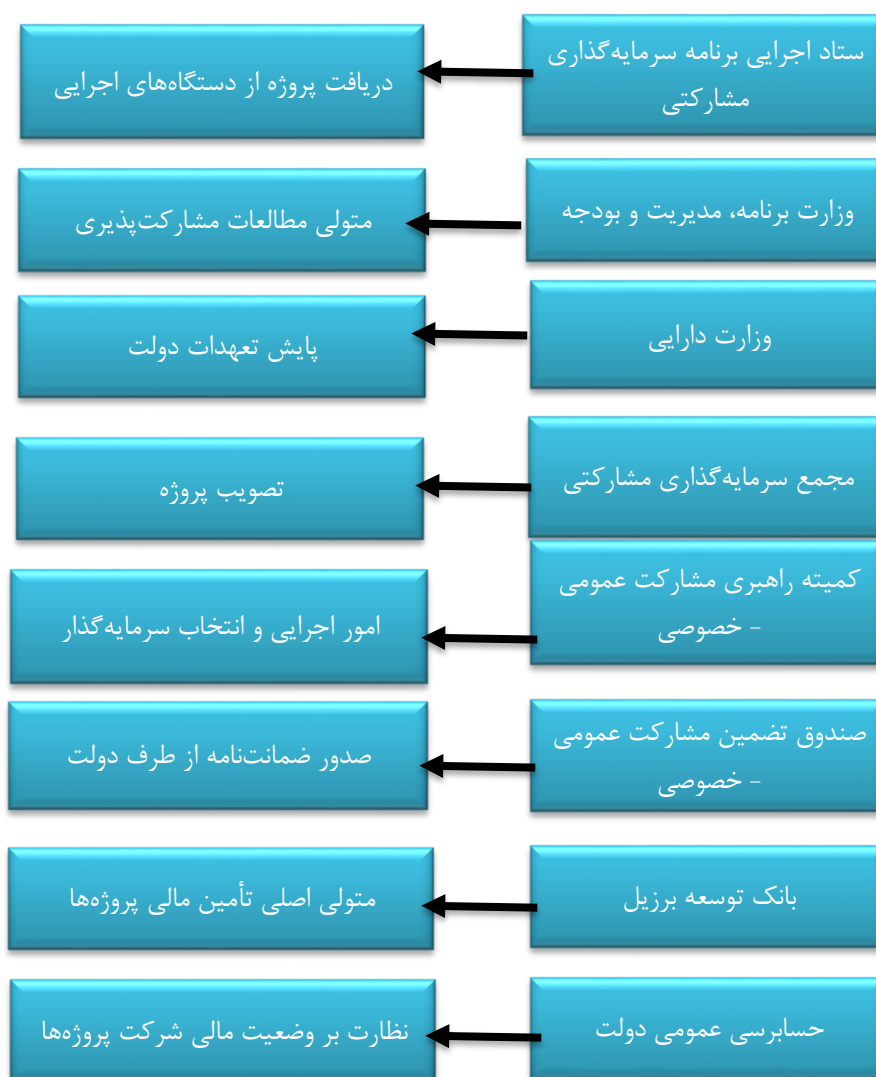 ستاد اجرایی برنامه سرمایه‌گذاری
مشارکتی
دریافت پروژه از دستگاه‌های اجرایی
وزارت برنامه، مدیریت و بودجه
متولی مطالعات مشارکت‌پذیری
وزارت دارایی
پایش تعهدات دولت
مجمع سرمایه‌گذاری مشارکتی
تصویب پروژه
کمیته راهبری مشارکت عمومی
- خصوصی
امور اجرایی و انتخاب سرمایه‌گذار
صندوق تضمین مشارکت عمومی
- خصوصی
صدور ضمانت‌نامه از طرف دولت
بانک توسعه برزیل
متولی اصلی تأمین مالی پروژه‌ها
حسابرسی عمومی دولت
نظارت بر وضعیت مالی شرکت پروژه‌ها